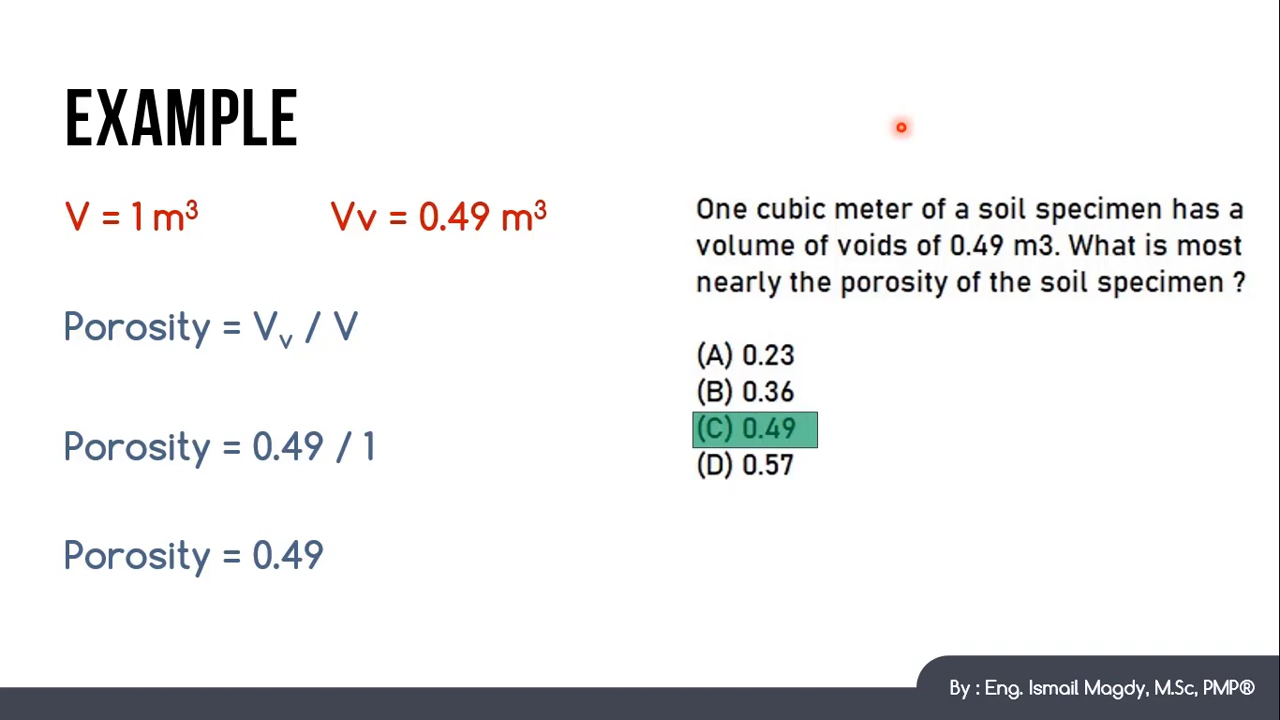 EXAMPLE
V = 1 m³ Vv = 0.49 m³
Porosity = Vᵥ / V
Porosity = 0.49 / 1
Porosity = 0.49
One cubic meter of a soil specimen has a
volume of voids of 0.49 m3. What is most
nearly the porosity of the soil specimen ?
(A) 0.23
(B) 0.36
(C) 0.49
(D) 0.57
By : Eng. Ismail Magdy, M.Sc, PMP®